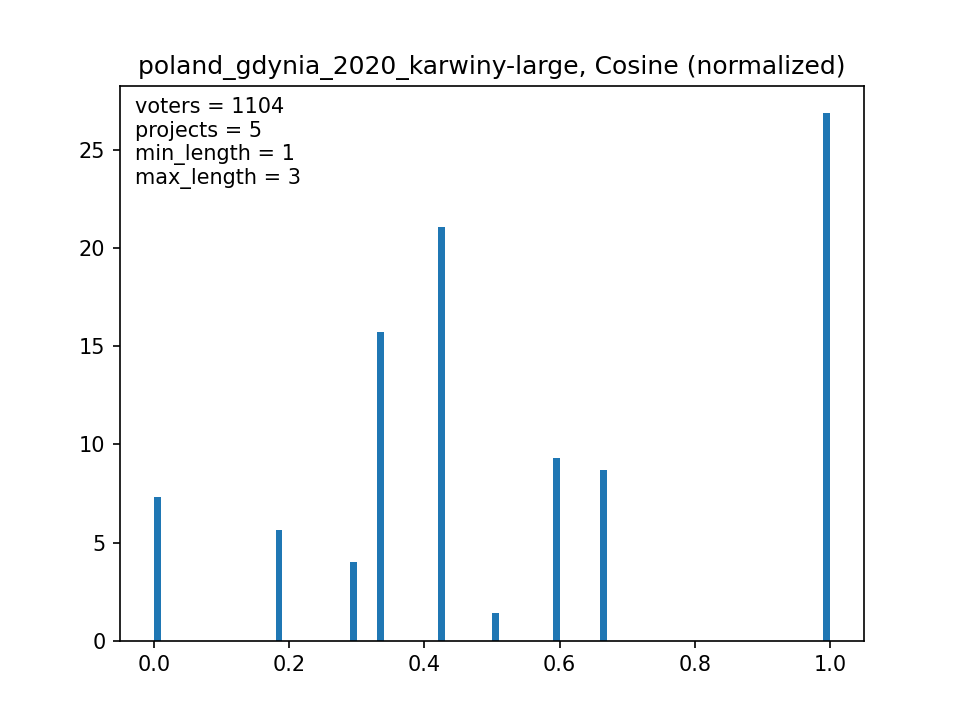 poland_gdynia_2020_karwiny-large, Cosine (normalized)
voters = 1104
projects = 5
min_length = 1
max_length = 3
25
20
15
10
5
0
0.0 0.2 0.4 0.6 0.8 1.0